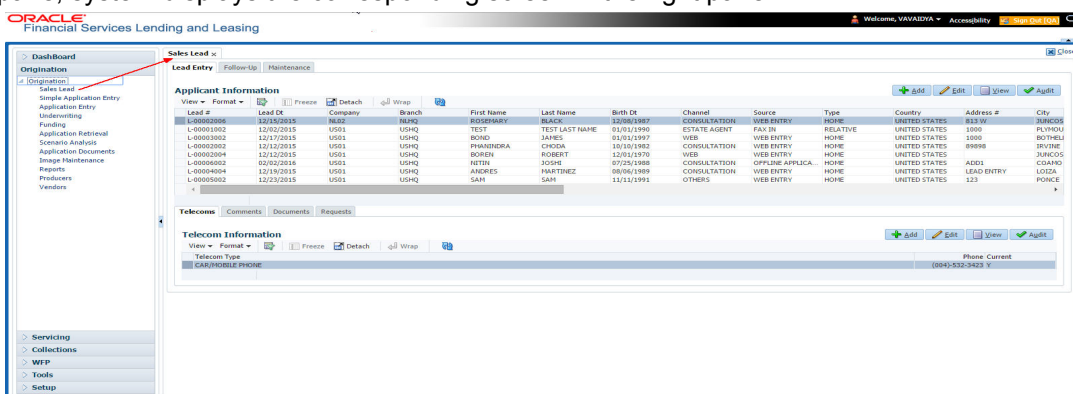 ORACLE
Financial Services Lending and Leasing
Welcome, VAVAIDYA Accessibility Sign Out [QA]
Close
DashBoard
Origination
Origination
Sales Lead
Simple Application Entry
Application Entry
Underwriting
Funding
Application Retrieval
Scenario Analysis
Application Documents
Image Maintenance
Reports
Producers
Vendors
Servicing
Collections
WFP
Tools
Setup
Sales Lead x
Lead Entry Follow-Up Maintenance
Applicant Information
Add Edit View Audit
View Format Freeze Detach Wrap
Lead # Lead Dt Company Branch First Name Last Name Birth Dt Channel Source Type Country Address # City
L-00002006 12/15/2015 NL02 NLHQ ROSEMARY BLACK 12/08/1987 CONSULTATION WEB ENTRY HOME UNITED STATES 813 W JUNCOS
L-00001002 12/02/2015 US01 USHQ TEST TEST LAST NAME 01/01/1990 ESTATE AGENT FAX IN RELATIVE UNITED STATES 1000 PLYMOU
L-00003002 12/17/2015 US01 USHQ BOND JAMES 01/01/1997 WEB WEB ENTRY HOME UNITED STATES 1000 BOTHELL
L-00002002 12/12/2015 US01 USHQ PHANINDRA CHODA 10/10/1982 CONSULTATION WEB ENTRY HOME UNITED STATES 89898 IRVINE
L-00002004 12/12/2015 US01 USHQ BOREN ROBERT 12/01/1970 WEB WEB ENTRY HOME UNITED STATES JUNCOS
L-00006002 02/02/2016 US01 USHQ NITIN JOSHI 07/25/1988 CONSULTATION OFFLINE APPLICA... HOME UNITED STATES ADD1 COAMO
L-00004004 12/19/2015 US01 USHQ ANDRES MARTINEZ 08/06/1989 CONSULTATION WEB ENTRY HOME UNITED STATES LEAD ENTRY LOIZA
L-00005002 12/23/2015 US01 USHQ SAM SAM 11/11/1991 OTHERS WEB ENTRY HOME UNITED STATES 123 PONCE
Telecoms Comments Documents Requests
Telecom Information
Add Edit View Audit
View Format Freeze Detach Wrap
Telecom Type Phone Current
CAR/MOBILE PHONE (004)-532-3423 Y